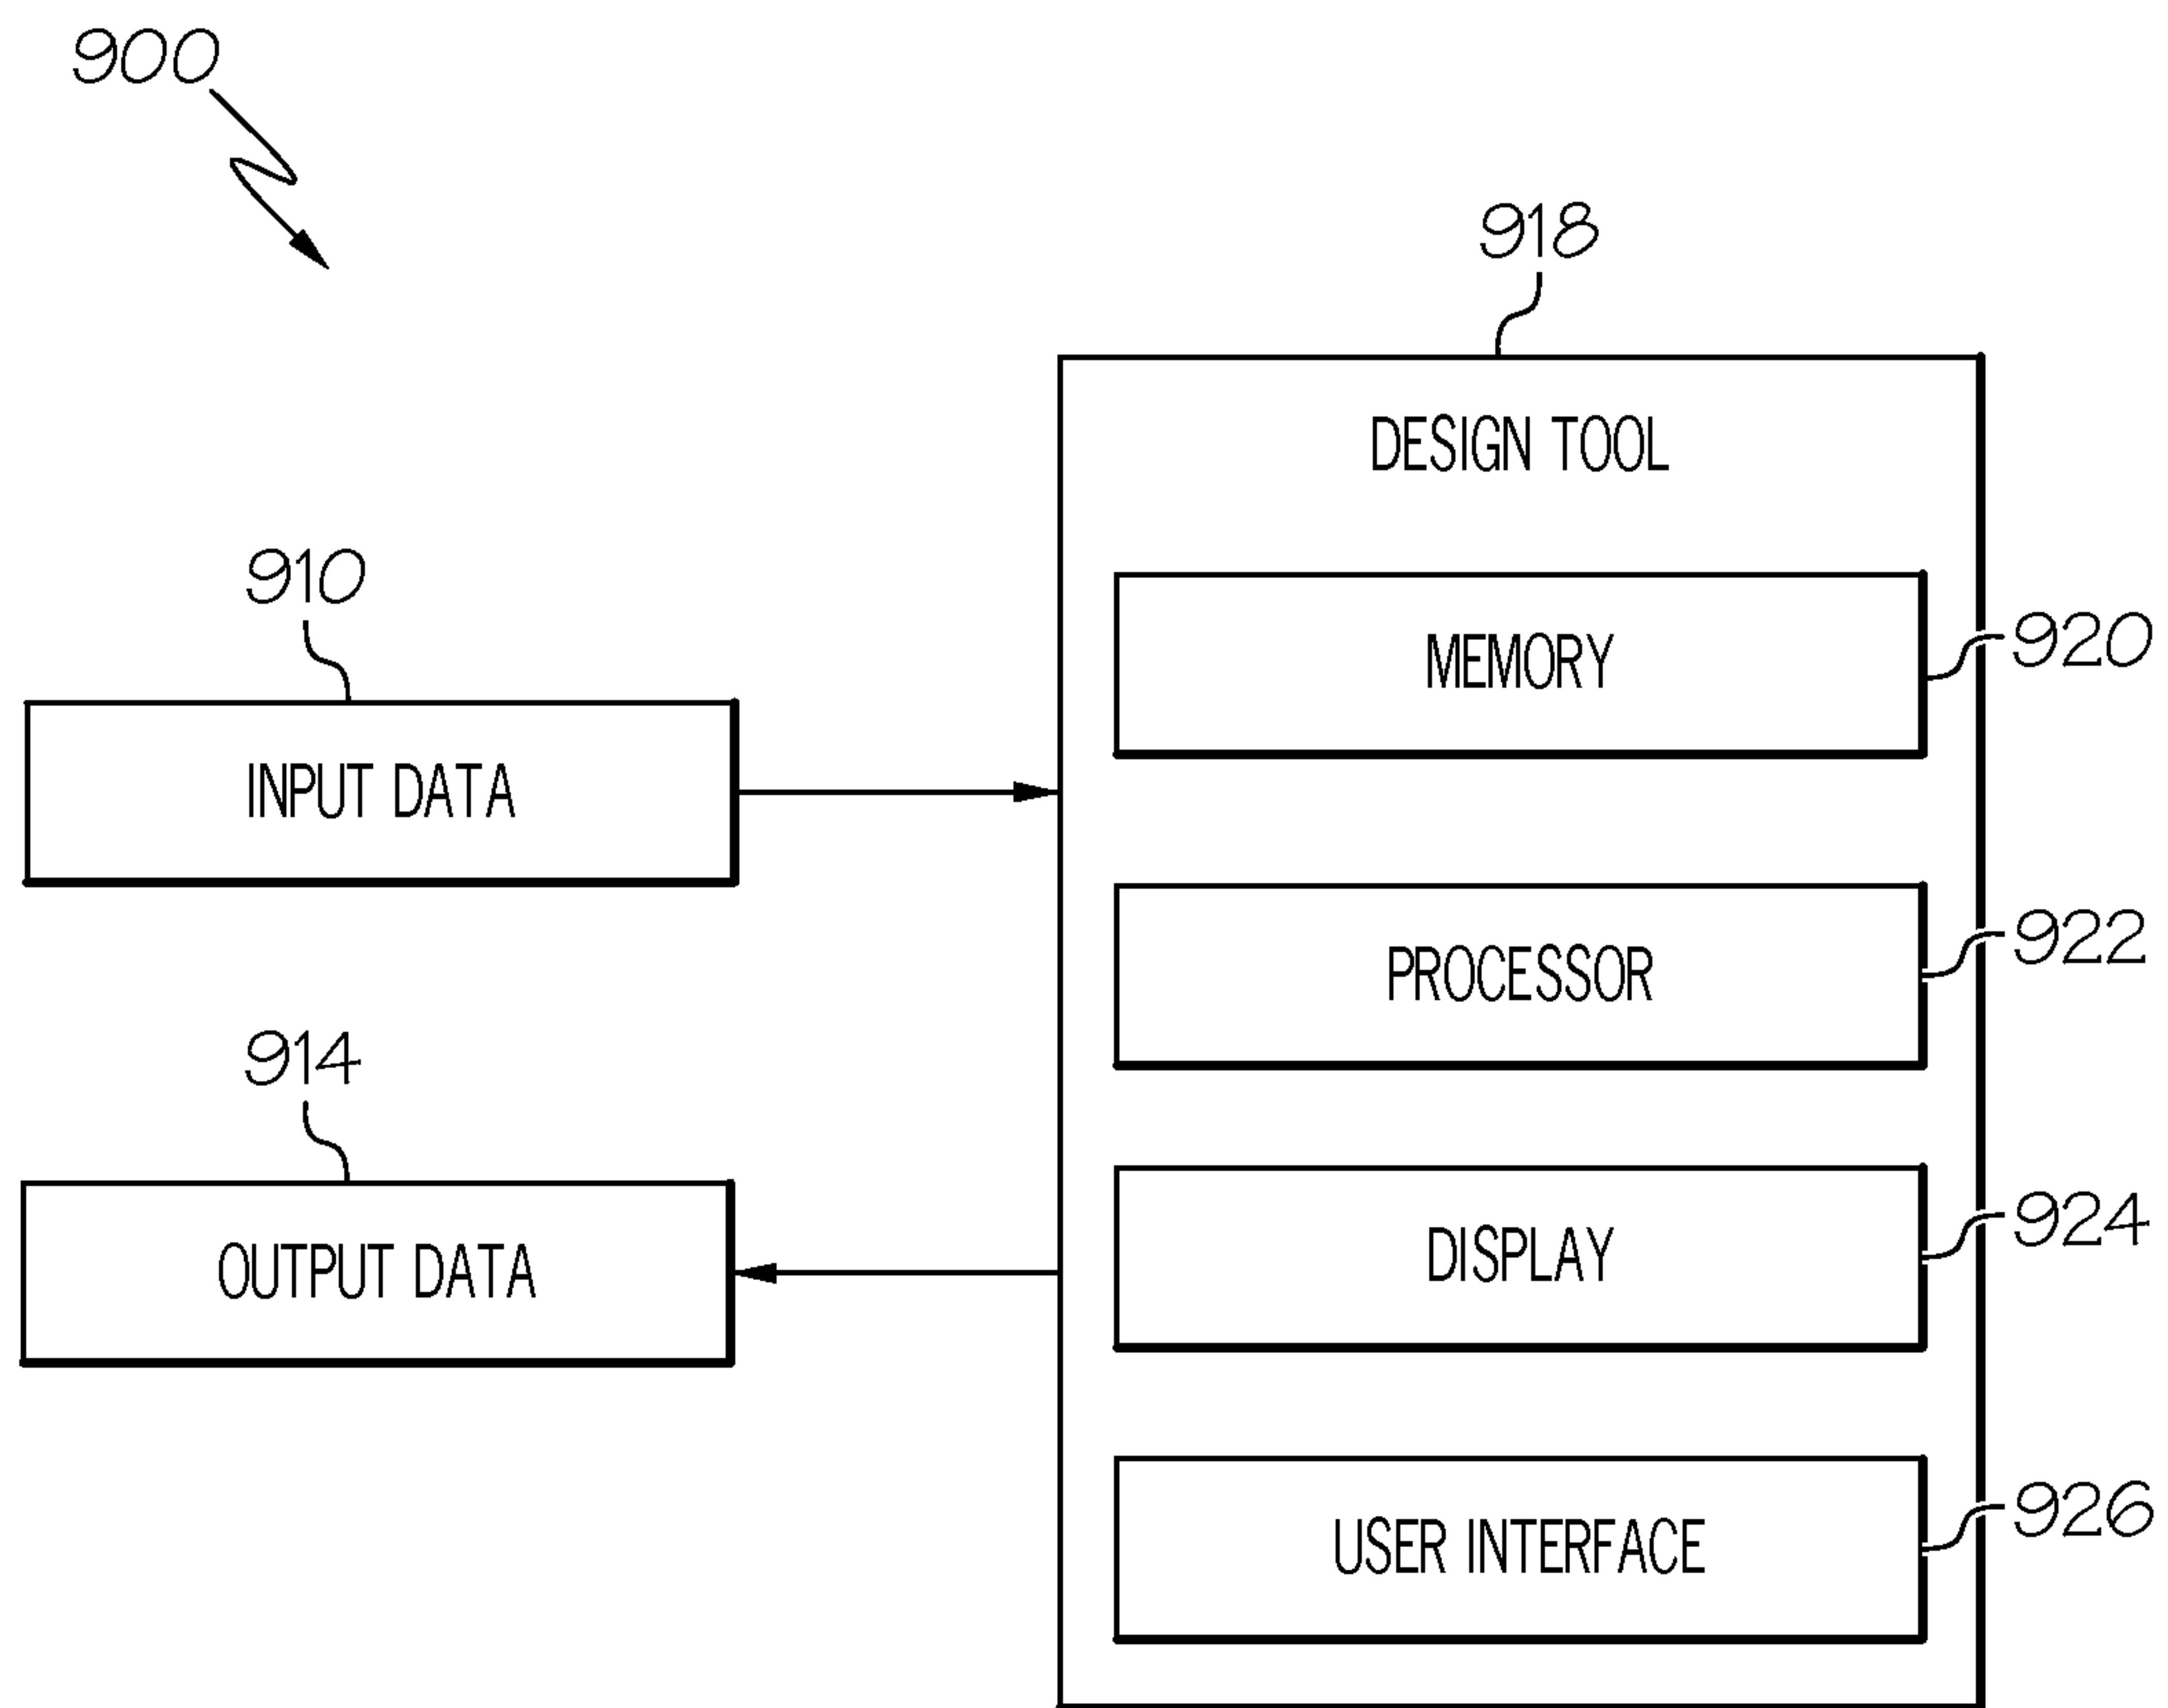 900
918
DESIGN TOOL
910
MEMORY
920
INPUT DATA
PROCESSOR
922
914
OUTPUT DATA
DISPLAY
924
USER INTERFACE
926